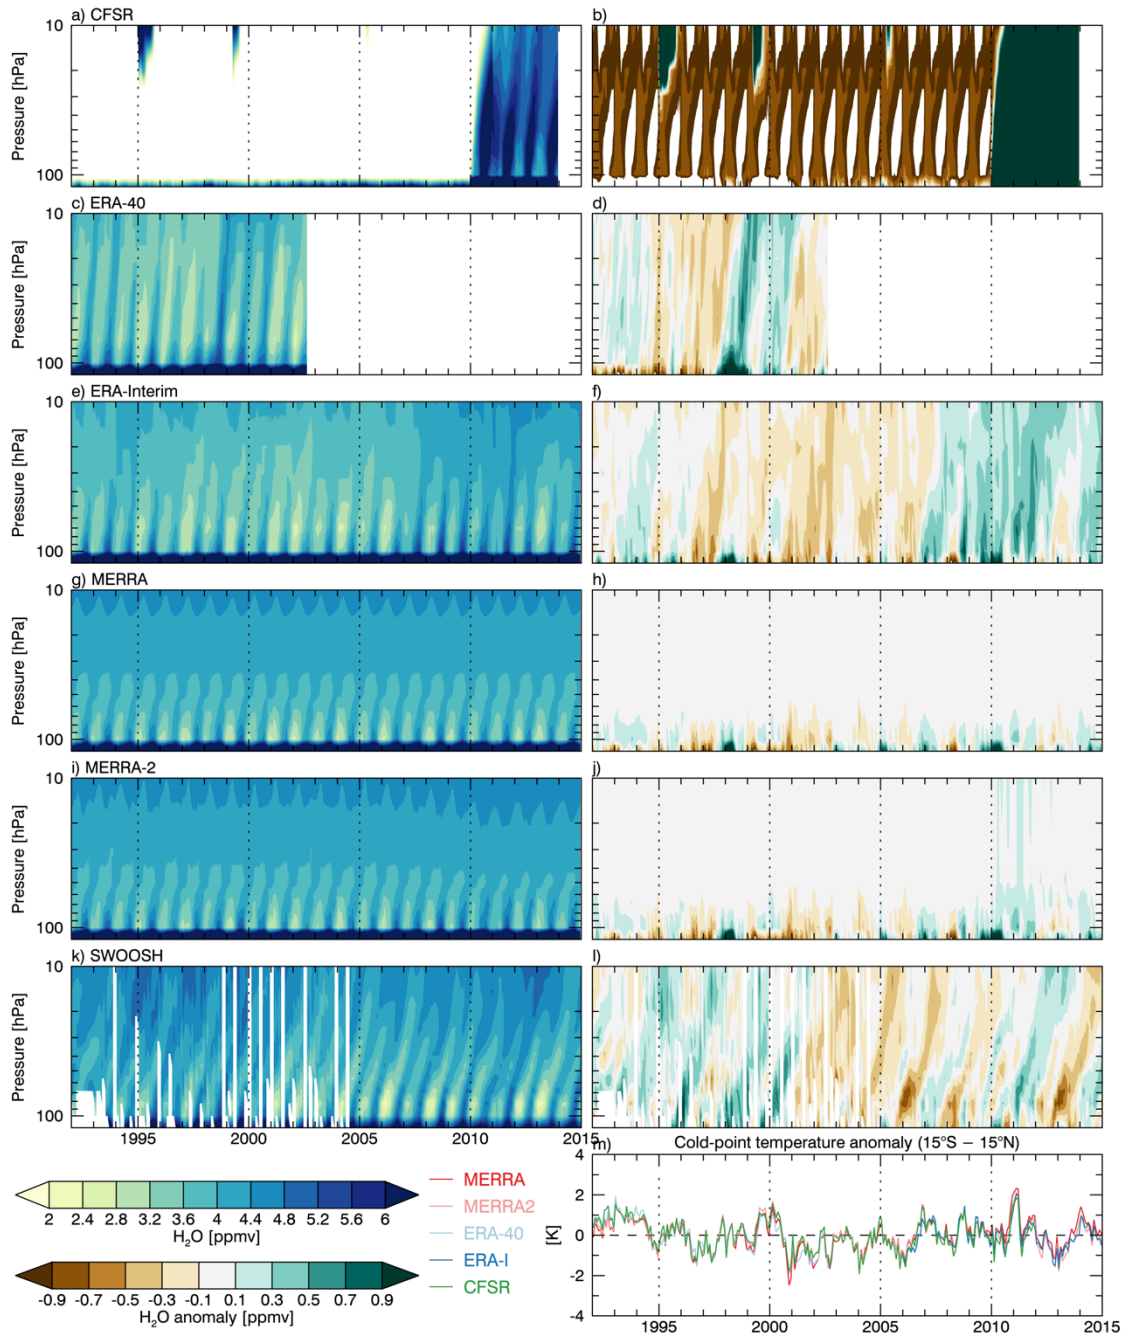 a) CFSR
b)
10
100
Pressure [hPa]
c) ERA-40
d)
10
100
Pressure [hPa]
e) ERA-Interim
f)
10
100
Pressure [hPa]
g) MERRA
h)
10
100
Pressure [hPa]
i) MERRA-2
j)
10
100
Pressure [hPa]
k) SWOOSH
l)
10
100
Pressure [hPa]
1995 2000 2005 2010 2015
m) Cold-point temperature anomaly (15°S – 15°N)
4
2
0
-2
-4
[K]
1995 2000 2005 2010 2015
2 2.4 2.8 3.2 3.6 4 4.4 4.8 5.2 5.6 6
H₂O [ppmv]
-0.9 -0.7 -0.5 -0.3 -0.1 0.1 0.3 0.5 0.7 0.9
H₂O anomaly [ppmv]
MERRA
MERRA2
ERA-40
ERA-I
CFSR